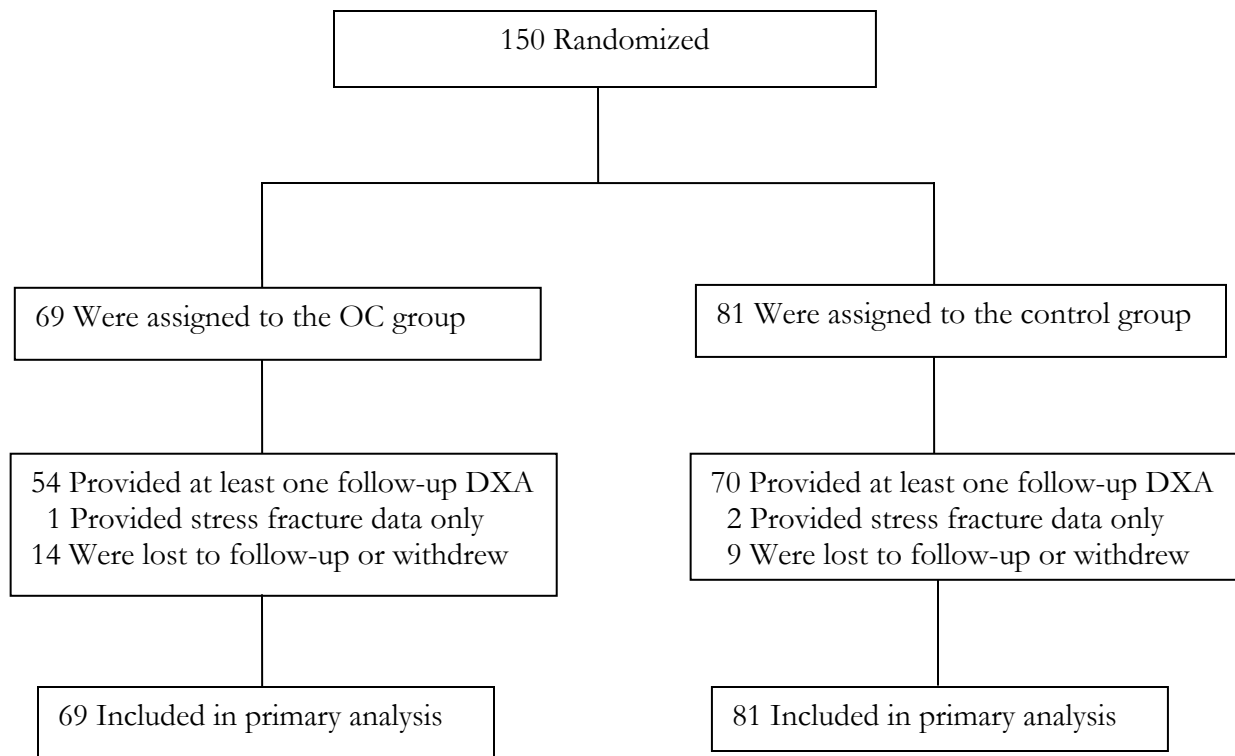 150 Randomized
69 Were assigned to the OC group
81 Were assigned to the control group
54 Provided at least one follow-up DXA
1 Provided stress fracture data only
14 Were lost to follow-up or withdrew
70 Provided at least one follow-up DXA
2 Provided stress fracture data only
9 Were lost to follow-up or withdrew
69 Included in primary analysis
81 Included in primary analysis